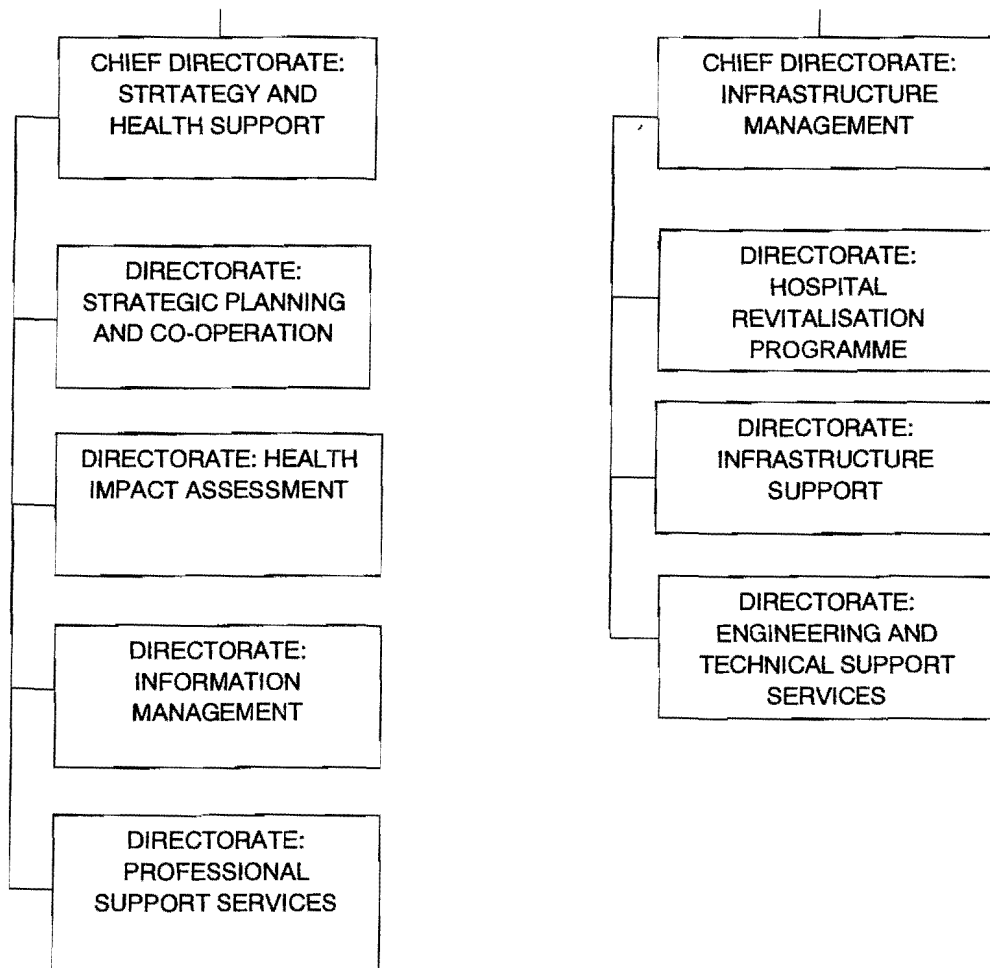 CHIEF DIRECTORATE:
STRTATEGY AND
HEALTH SUPPORT
DIRECTORATE:
STRATEGIC PLANNING
AND CO-OPERATION
DIRECTORATE: HEALTH
IMPACT ASSESSMENT
DIRECTORATE:
INFORMATION
MANAGEMENT
DIRECTORATE:
PROFESSIONAL
SUPPORT SERVICES
CHIEF DIRECTORATE:
INFRASTRUCTURE
MANAGEMENT
DIRECTORATE:
HOSPITAL
REVITALISATION
PROGRAMME
DIRECTORATE:
INFRASTRUCTURE
SUPPORT
DIRECTORATE:
ENGINEERING AND
TECHNICAL SUPPORT
SERVICES